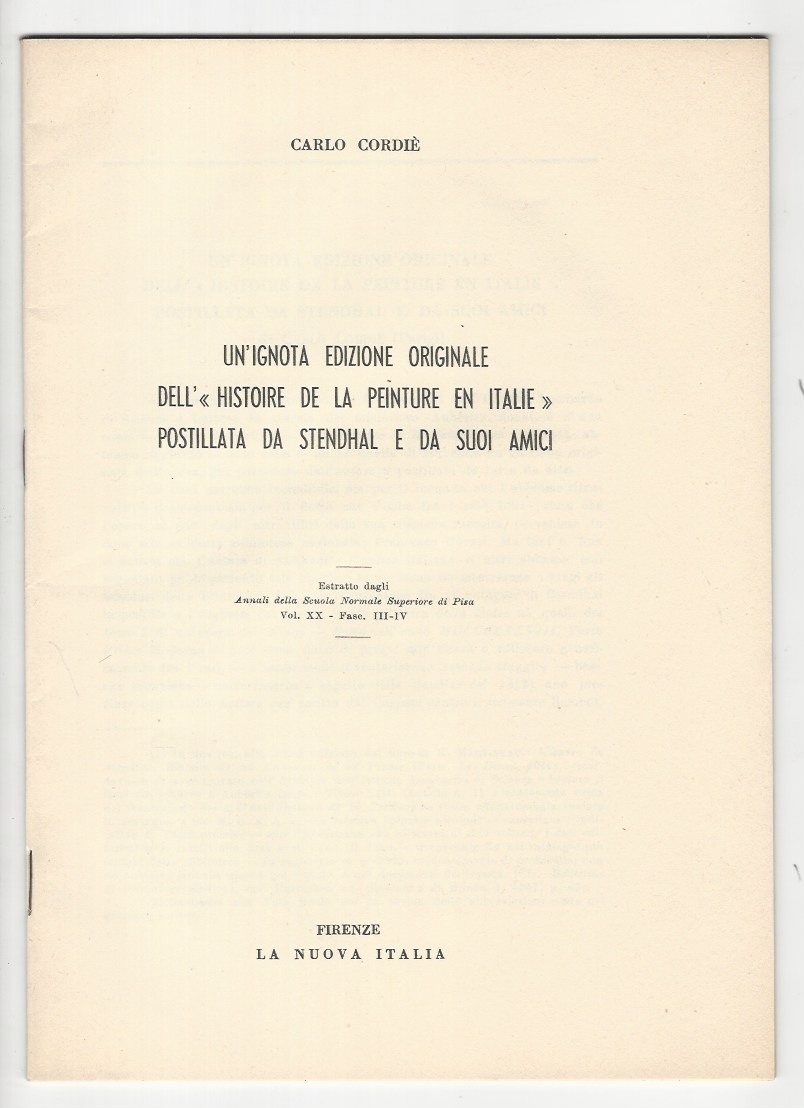 CARLO CORDIÈ
UN'IGNOTA EDIZIONE ORIGINALE
DELL'« HISTOIRE DE LA PEINTURE EN ITALIE »
POSTILLATA DA STENDHAL E DA SUOI AMICI
Estratto dagli
Annali della Scuola Normale Superiore di Pisa
Vol. XX - Fasc. III-IV
FIRENZE
LA NUOVA ITALIA